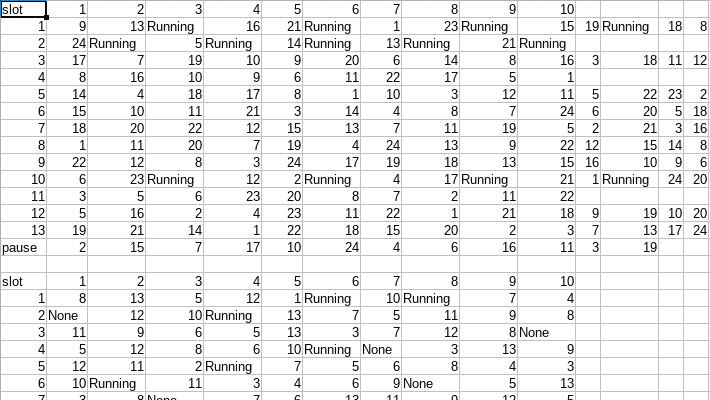 slot 1 2 3 4 5 6 7 8 9 10
1 9 13 Running 16 21 Running 1 23 Running 15 19 Running 18 8
2 24 Running 5 Running 14 Running 13 Running 21 Running
3 17 7 19 10 9 20 6 14 8 16 3 18 11 12
4 8 16 10 9 6 11 22 17 5 1
5 14 4 18 17 8 1 10 3 12 11 5 22 23 2
6 15 10 11 21 3 14 4 8 7 24 6 20 5 18
7 18 20 22 12 15 13 7 11 19 5 2 21 3 16
8 1 11 20 7 19 4 24 13 9 22 12 15 14 8
9 22 12 8 3 24 17 19 18 13 15 16 10 9 6
10 6 23 Running 12 2 Running 4 17 Running 21 1 Running 24 20
11 3 5 6 23 20 8 7 2 11 22
12 5 16 2 4 23 11 22 1 21 18 9 19 10 20
13 19 21 14 1 22 18 15 20 2 3 7 13 17 24
pause 2 15 7 17 10 24 4 6 16 11 3 19
slot 1 2 3 4 5 6 7 8 9 10
1 8 13 5 12 1 Running 10 Running 7 4
2 None 12 10 Running 13 7 5 11 9 8
3 11 9 6 5 13 3 7 12 8 None
4 5 12 8 6 10 Running None 3 13 9
5 12 11 2 Running 7 5 6 8 4 3
6 10 Running 11 3 4 6 9 None 5 13
7 3 8 None 7 6 13 11 9 12 5